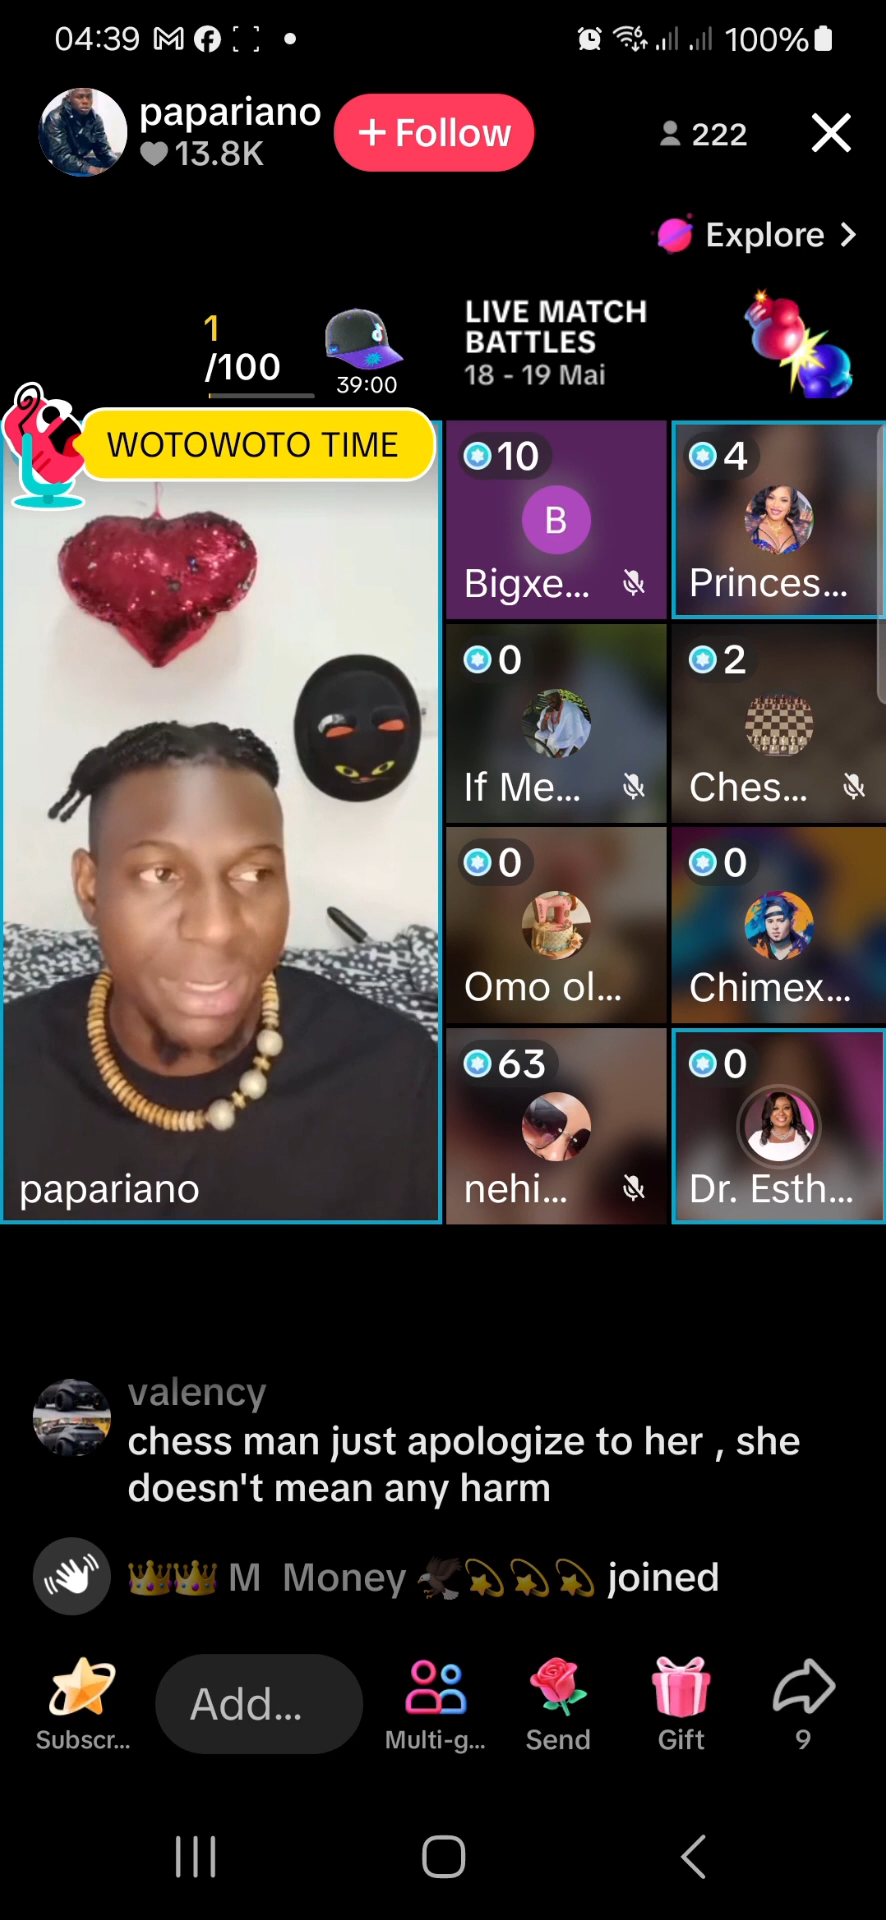 04:39
100%
papariano
13.8K
+ Follow
222
Explore >
1
/100
39:00
LIVE MATCH
BATTLES
18 - 19 Mai
WOTOWOTO TIME
10
B
Bigxe...
4
Princes...
0
If Me...
2
Ches...
0
Omo ol...
0
Chimex...
63
nehi...
0
Dr. Esth...
papariano
valency
chess man just apologize to her , she
doesn't mean any harm
👑👑 M Money 🦅💫💫💫 joined
Subscr...
Add...
Multi-g...
Send
Gift
9